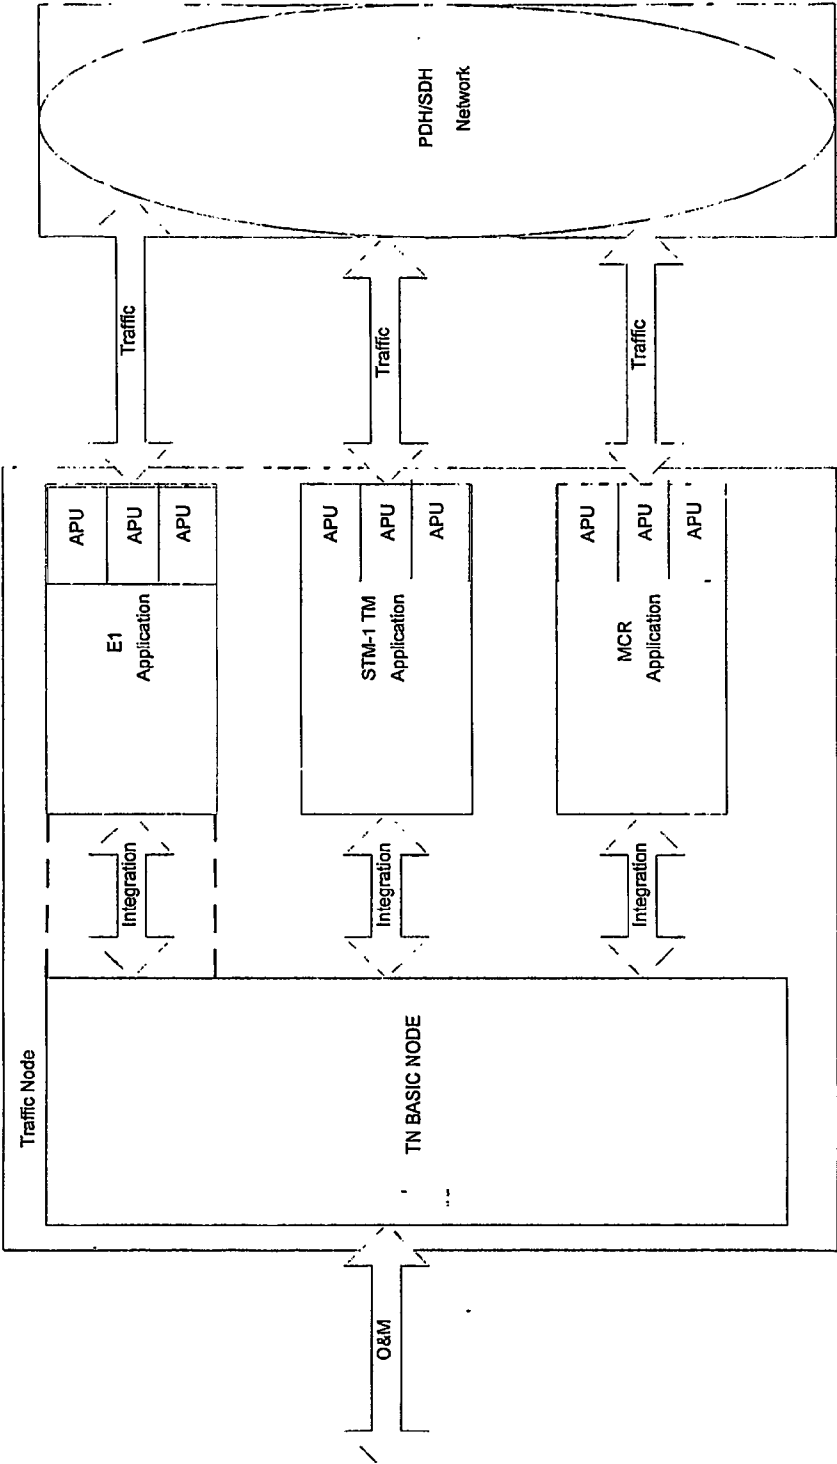 Traffic Node
O&M
TN BASIC NODE
Integration
Integration
Integration
E1
Application
APU
APU
APU
STM-1 TM
Application
APU
APU
APU
MCR
Application
APU
APU
APU
Traffic
Traffic
Traffic
PDH/SDH
Network